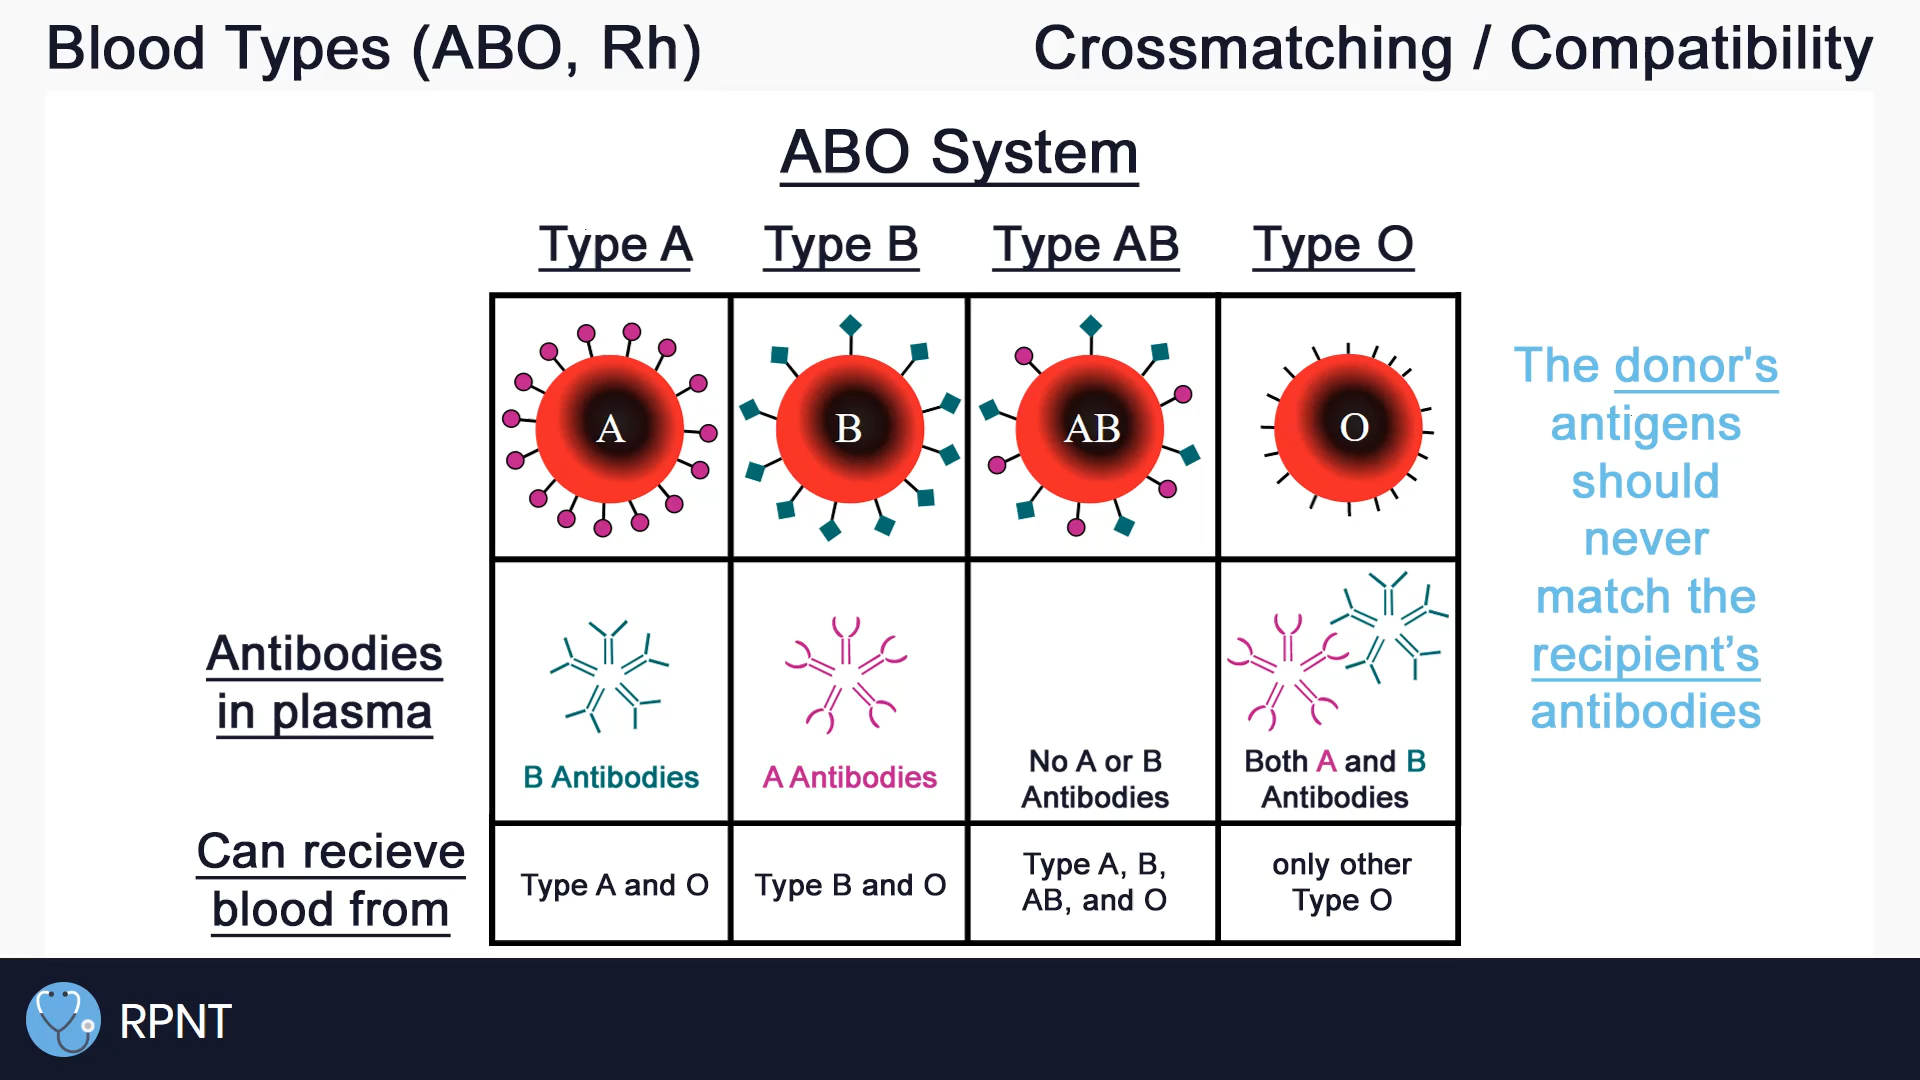 Blood Types (ABO, Rh)
Crossmatching / Compatibility
ABO System
Type A
Type B
Type AB
Type O
A
B
AB
O
The donor's
antigens
should
never
match the
recipient’s
antibodies
Antibodies
in plasma
B Antibodies
A Antibodies
No A or B
Antibodies
Both A and B
Antibodies
Can recieve
blood from
Type A and O
Type B and O
Type A, B,
AB, and O
only other
Type O
RPNT